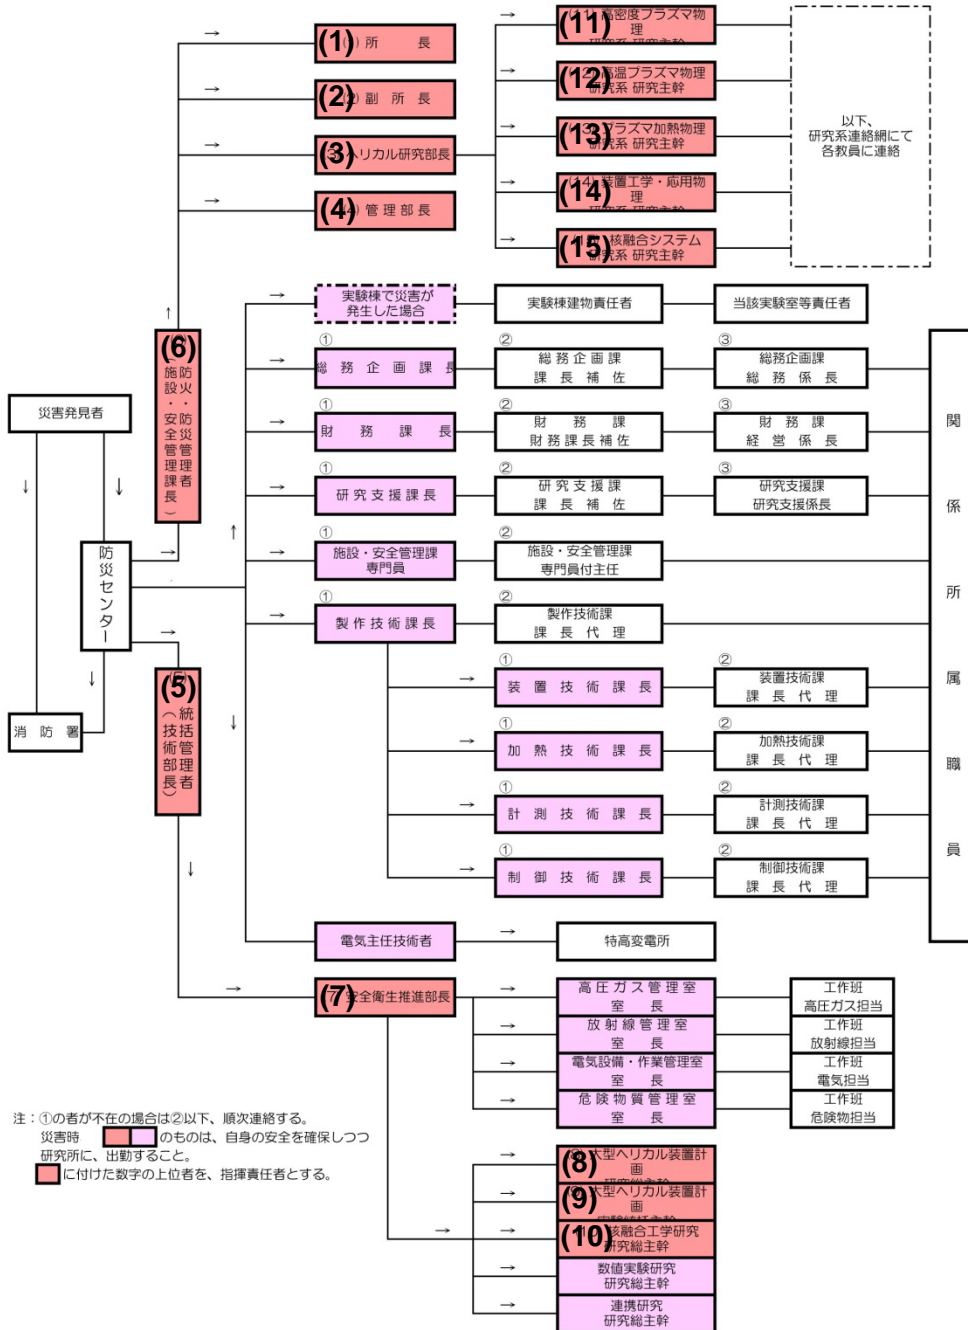 (1) 所 長
(2) 副 所 長
(3) ヘリカル研究部長
(4) 管 理 部 長
(11) 高密度プラズマ物理
研究系 研究主幹
(12) 高温プラズマ物理
研究系 研究主幹
(13) プラズマ加熱物理
研究系 研究主幹
(14) 装置工学・応用物理
研究系 研究主幹
(15) 核融合システム
研究系 研究主幹
以下、
研究系連絡網にて
各教員に連絡
実験棟で災害が
発生した場合
実験棟建物責任者
当該実験室等責任者
① 総 務 企 画 課 長
② 総 務 企 画 課
課 長 補 佐
③ 総務企画課
総 務 係 長
① 財 務 課 長
② 財 務 課
財 務 課 長 補 佐
③ 財 務 課
経 営 係 長
① 研 究 支 援 課 長
② 研 究 支 援 課
課 長 補 佐
③ 研究支援課
研究支援係長
① 施設・安全管理課
専門員
② 施設・安全管理課
専門員付主任
① 製 作 技 術 課 長
② 製作技術課
課 長 代 理
① 装 置 技 術 課 長
② 装置技術課
課 長 代 理
① 加 熱 技 術 課 長
② 加熱技術課
課 長 代 理
① 計 測 技 術 課 長
② 計測技術課
課 長 代 理
① 制 御 技 術 課 長
② 制御技術課
課 長 代 理
関係所属職員
(6) 防火・防災管理者
(施設・安全管理課長)
災害発見者
防災センター
消 防 署
(5) 統括管理者
(技術部長)
電気主任技術者
特高変電所
(7) 安全衛生推進部長
高 圧 ガ ス 管 理 室
室 長
工作班
高圧ガス担当
放 射 線 管 理 室
室 長
工作班
放射線担当
電気設備・作業管理室
室 長
工作班
電気担当
危 険 物 質 管 理 室
室 長
工作班
危険物担当
注：①の者が不在の場合は②以下、順次連絡する。
災害時 のものは、自身の安全を確保しつつ
研究所に、出勤すること。
に付けた数字の上位者を、指揮責任者とする。
(8) 大型ヘリカル装置計
画
研究総主幹
(9) 大型ヘリカル装置計
画
実験統括主幹
(10) 核融合工学研究
研究総主幹
数値実験研究
研究総主幹
連携研究
研究総主幹